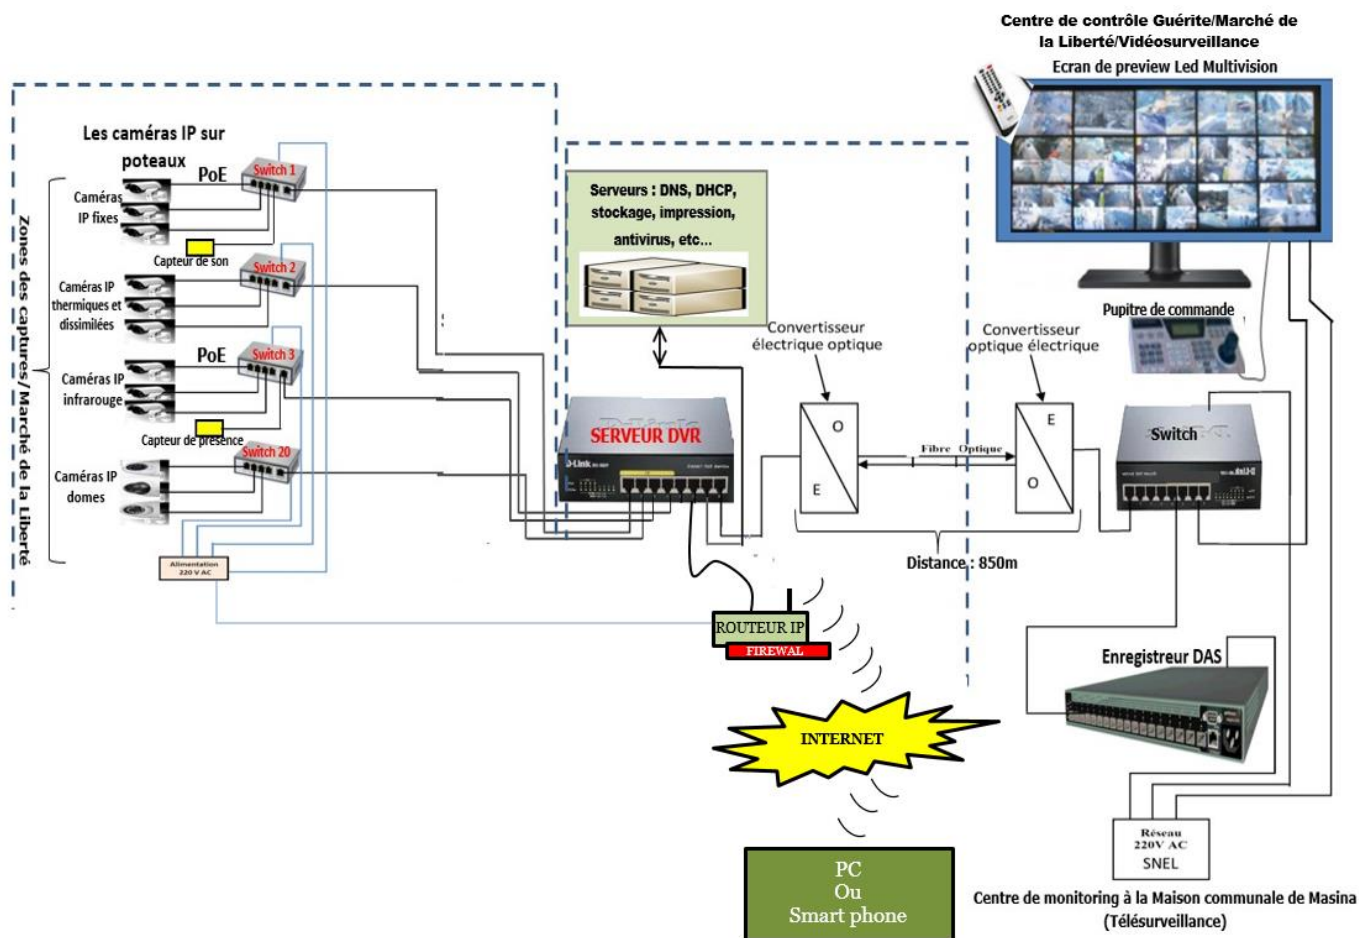 Centre de contrôle Guérite/Marché de
la Liberté/Vidéosurveillance
Ecran de preview Led Multivision
Les caméras IP sur
poteaux
PoE
Switch 1
Caméras
IP fixes
Capteur de son
Switch 2
Caméras IP
thermiques et
dissimilées
PoE
Switch 3
Caméras IP
infrarouge
Capteur de présence
Switch 20
Caméras IP
domes
Zones des captures/Marché de la Liberté
Alimentation
220 V AC
Serveurs : DNS, DHCP,
stockage, impression,
antivirus, etc...
SERVEUR DVR
D-Link
Convertisseur
électrique optique
O
E
Fibre Optique
Convertisseur
optique électrique
E
O
Distance : 850m
Pupitre de commande
Switch
ROUTEUR IP
FIREWAL
INTERNET
PC
Ou
Smart phone
Enregistreur DAS
Réseau
220V AC
SNEL
Centre de monitoring à la Maison communale de Masina
(Télésurveillance)